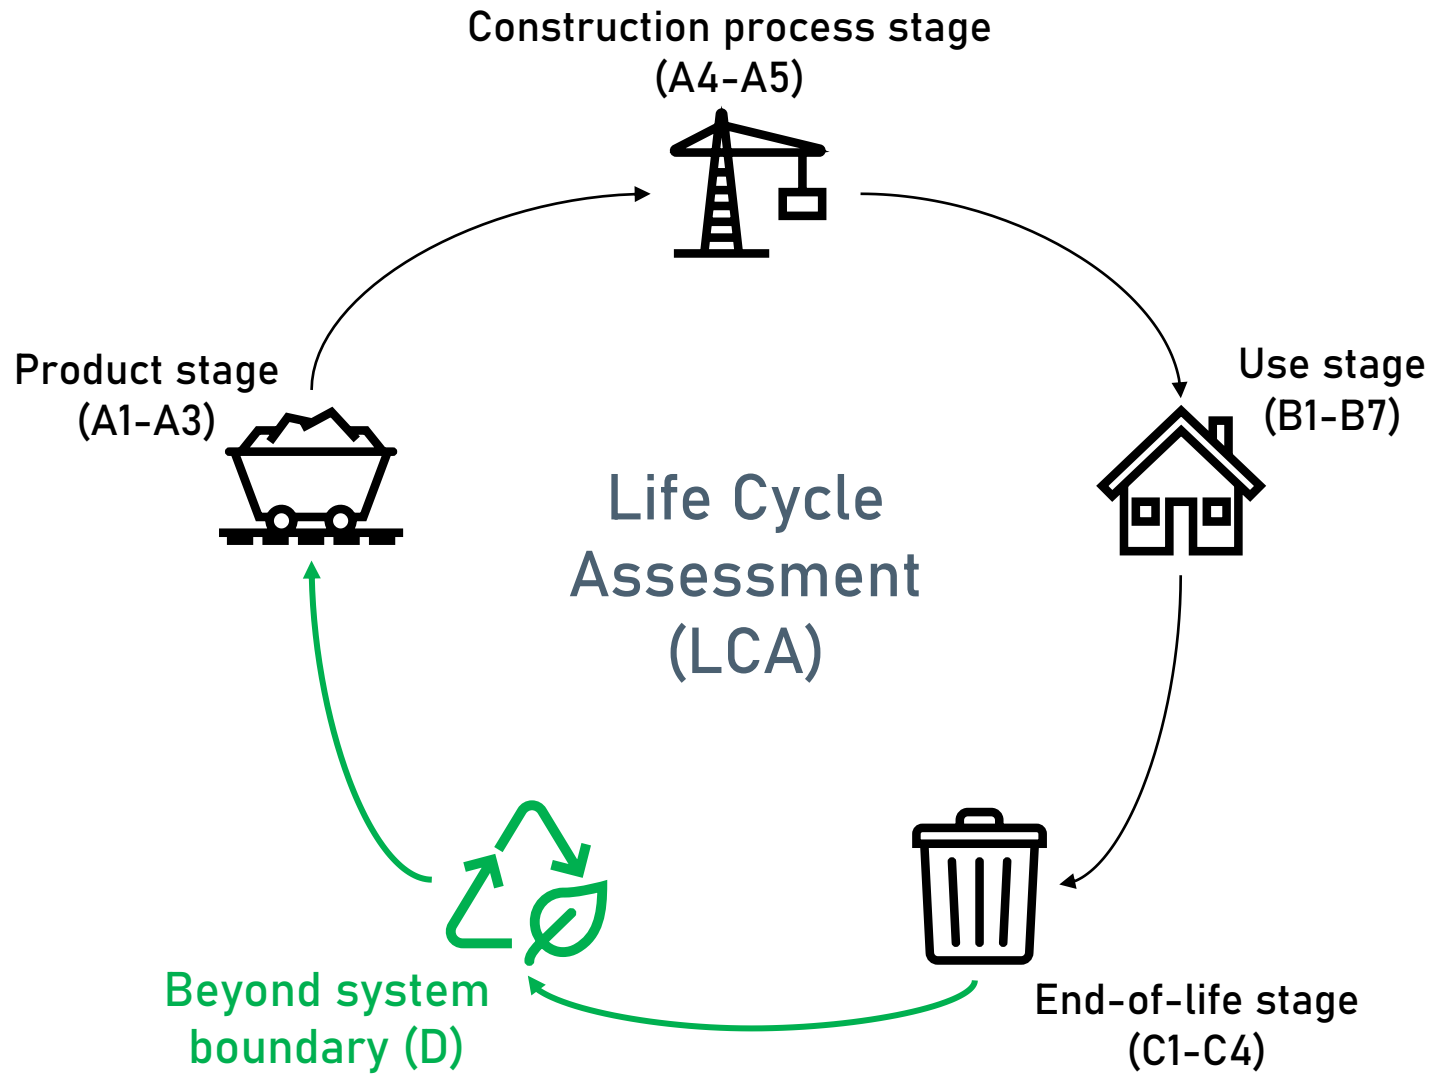 Construction process stage
(A4-A5)
Product stage
(A1-A3)
Use stage
(B1-B7)
Life Cycle
Assessment
(LCA)
Beyond system
boundary (D)
End-of-life stage
(C1-C4)